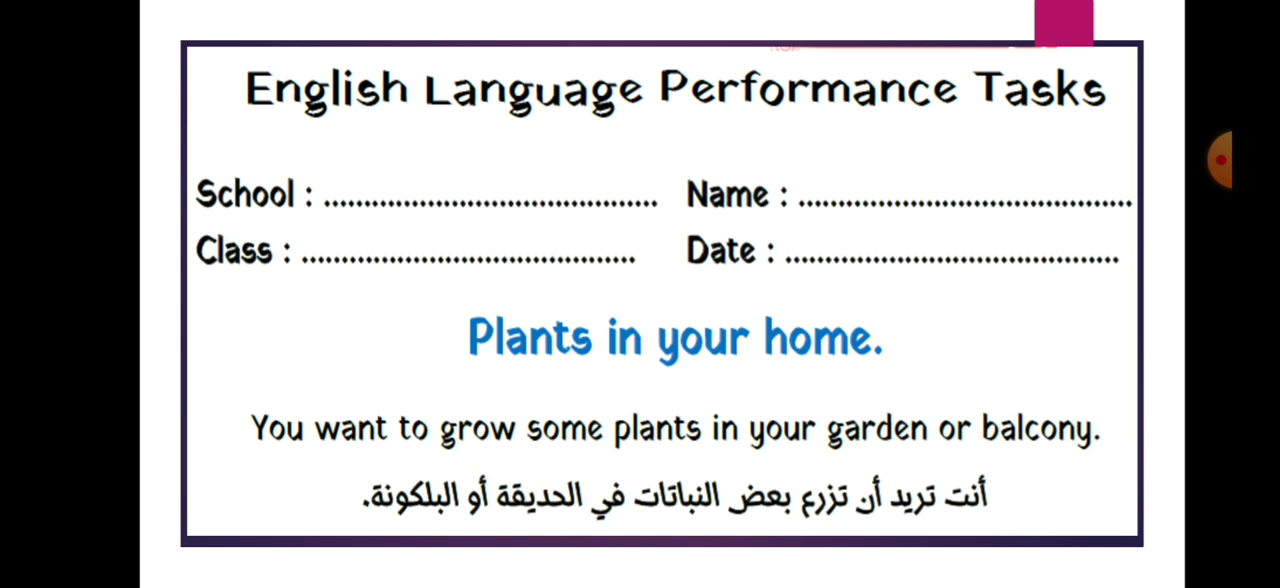 English Language Performance Tasks
School : .......................................... Name : ..........................................
Class : .......................................... Date : ..........................................
Plants in your home.
You want to grow some plants in your garden or balcony.
أنت تريد أن تزرع بعض النباتات في الحديقة أو البلكونة.